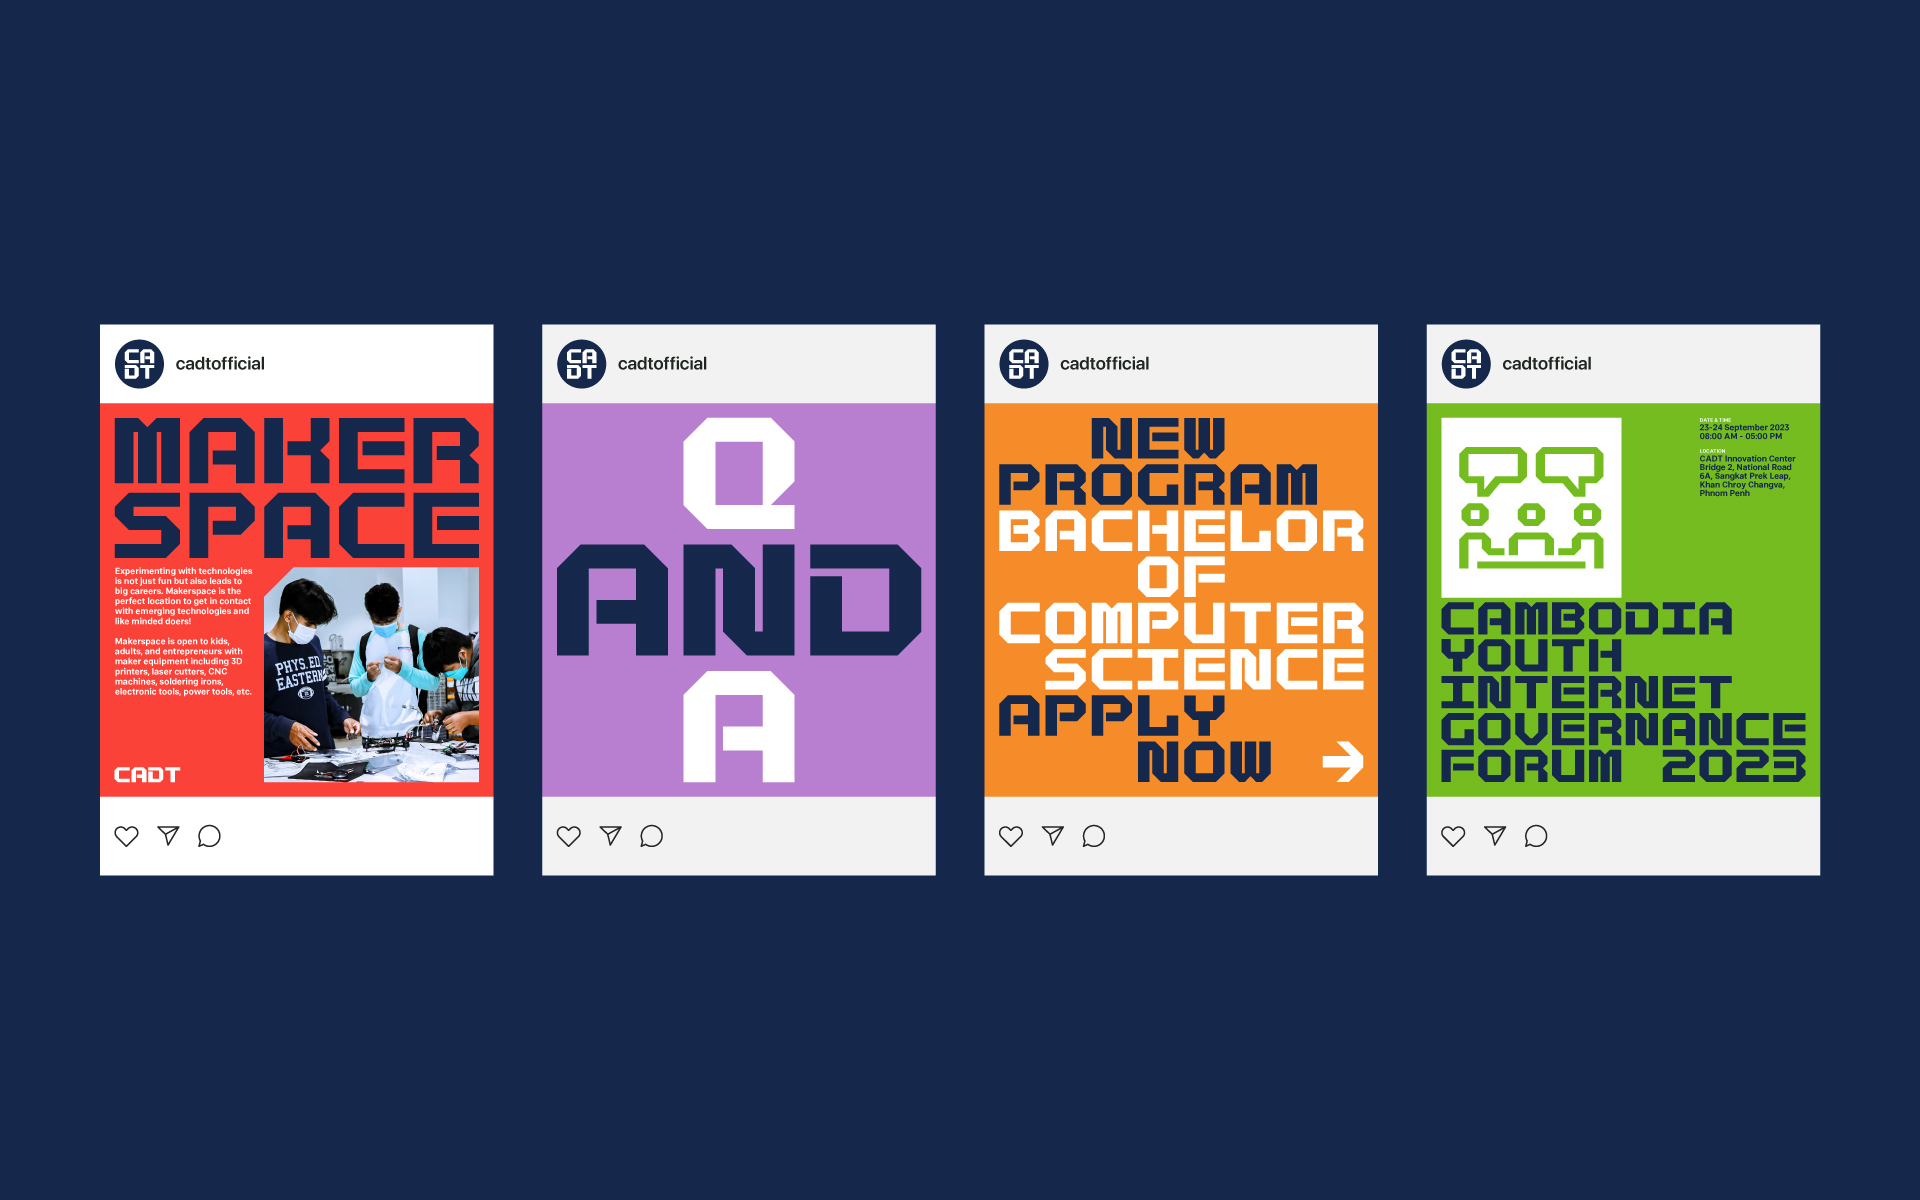 CA
DT
cadtofficial
MAKER
SPACE
Experimenting with technologies
is not just fun but also leads to
big careers. Makerspace is the
perfect location to get in contact
with emerging technologies and
like minded doers!
Makerspace is open to kids,
adults, and entrepreneurs with
maker equipment including 3D
printers, laser cutters, CNC
machines, soldering irons,
electronic tools, power tools, etc.
PHYS. ED.
EASTERN
CADT
CA
DT
cadtofficial
Q
AND
A
CA
DT
cadtofficial
NEW
PROGRAM
BACHELOR
OF
COMPUTER
SCIENCE
APPLY
NOW
CA
DT
cadtofficial
DATE & TIME
23-24 September 2023
08:00 AM - 05:00 PM
LOCATION
CADT Innovation Center
Bridge 2, National Road
6A, Sangkat Prek Leap,
Khan Chroy Changva,
Phnom Penh
CAMBODIA
YOUTH
INTERNET
GOVERNANCE
FORUM 2023